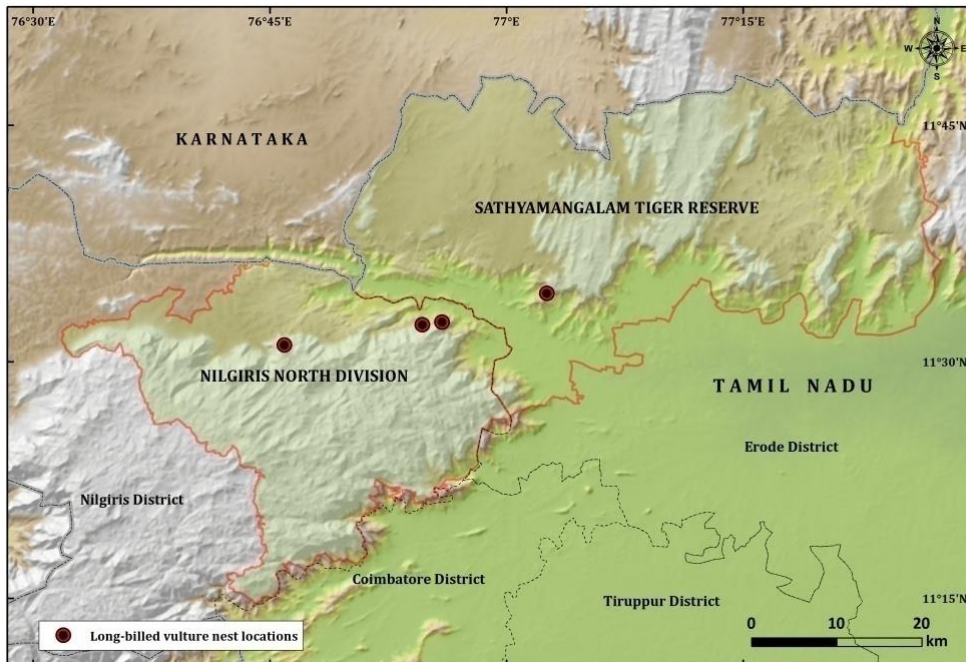 76°30'E
76°45'E
77°0'E
77°15'E
N
W
E
S
11°45'N
KARNATAKA
SATHYAMANGALAM TIGER RESERVE
11°30'N
NILGIRIS NORTH DIVISION
TAMIL NADU
Erode District
Nilgiris District
Coimbatore District
Tiruppur District
11°15'N
Long-billed vulture nest locations
0 10 20
km